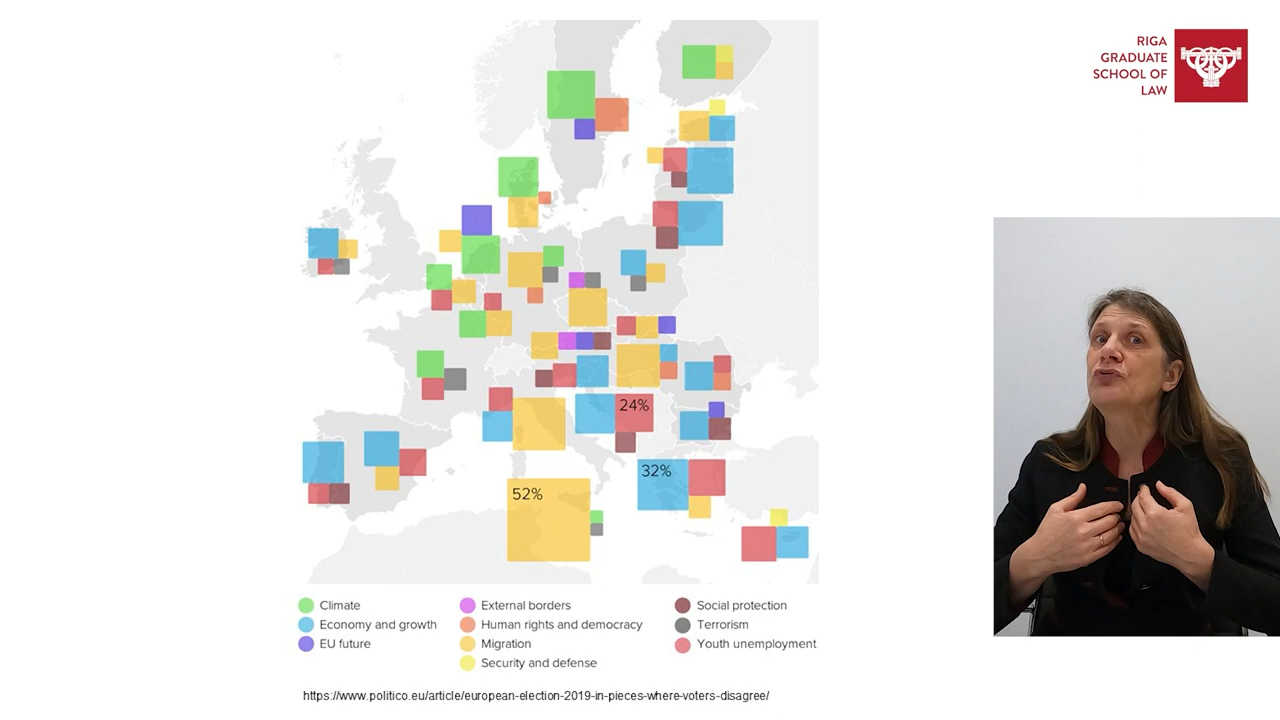 RIGA
GRADUATE
SCHOOL OF
LAW
24%
32%
52%
Climate
Economy and growth
EU future
External borders
Human rights and democracy
Migration
Security and defense
Social protection
Terrorism
Youth unemployment
https://www.politico.eu/article/european-election-2019-in-pieces-where-voters-disagree/